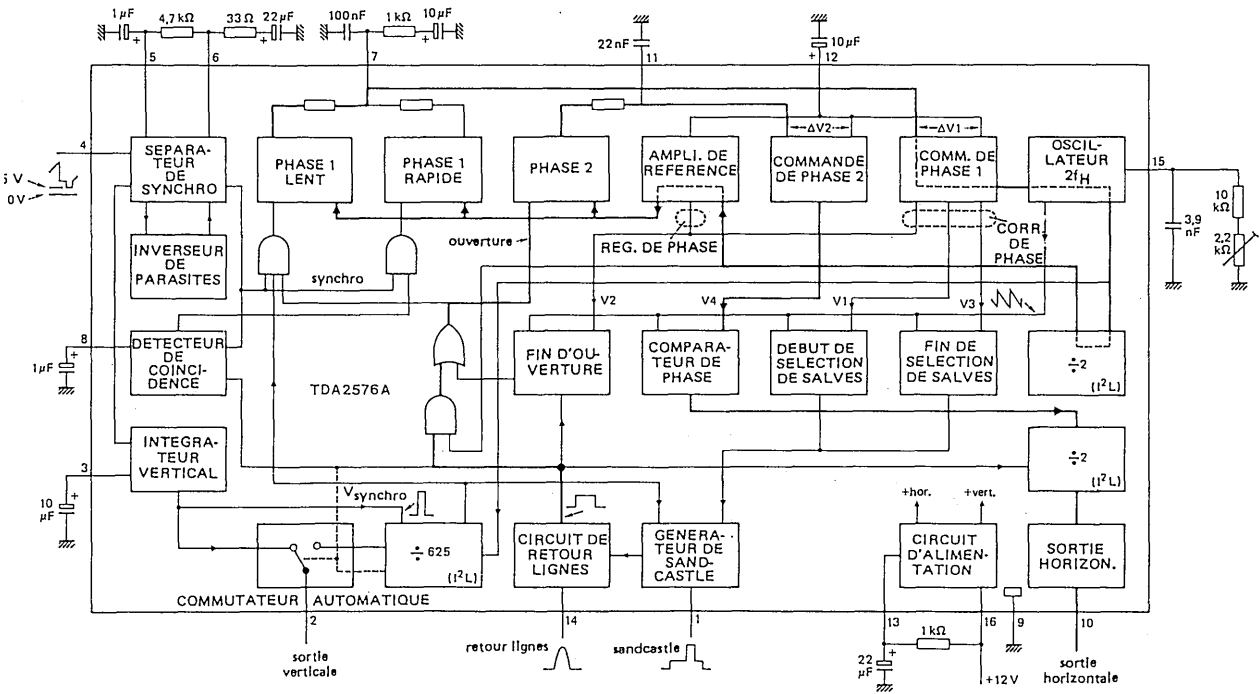 1µF 4,7 kΩ 33Ω 22µF 100nF 1kΩ 10µF
22nF 10µF
5 6 7 11 12
4 15
SEPARA-
TEUR
DE
SYNCHRO
PHASE 1
LENT
PHASE 1
RAPIDE
PHASE 2
AMPLI. DE
REFERENCE
ΔV2
COMMANDE
DE PHASE 2
ΔV1
COMM. DE
PHASE 1
OSCIL-
LATEUR
2fH
5 V
0V
10
kΩ
3,9
nF
2,2
kΩ
INVERSEUR
DE
PARASITES
ouverture
synchro
REG. DE PHASE
CORR.
DE
PHASE
V2 V4 V1 V3
8
1µF
DETECTEUR
DE
COINCI-
DENCE
TDA2576A
FIN D'OU-
VERTURE
COMPARA-
TEUR DE
PHASE
DEBUT DE
SELECTION
DE SALVES
FIN DE
SELECTION
DE SALVES
÷2
(I²L)
3
10
µF
INTEGRA-
TEUR
VERTICAL
Vsynchro
÷2
(I²L)
+hor. +vert.
÷ 625
(I²L)
CIRCUIT DE
RETOUR
LIGNES
GENERA-
TEUR DE
SAND-
CASTLE
CIRCUIT
D'ALIMEN-
TATION
SORTIE
HORIZON.
COMMUTATEUR AUTOMATIQUE
2 14 1 13 16 9 10
sortie
verticale
retour lignes
sandcastle
1kΩ
22
µF
+12V
sortie
horizontale